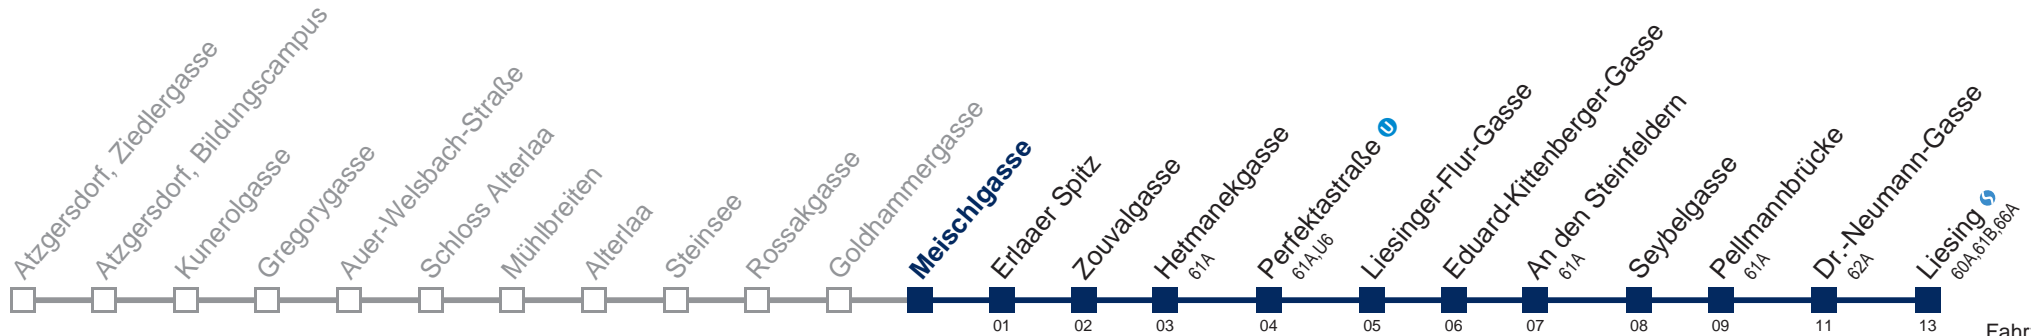 Atzgersdorf, Ziedlergasse
Atzgersdorf, Bildungscampus
Kunerolgasse
Gregorygasse
Auer-Welsbach-Straße
Schloss Alterlaa
Mühlbreiten
Alterlaa
Steinsee
Rossakgasse
Goldhammergasse
Meischlgasse
Erlaaer Spitz
01
Zouvalgasse
02
Hetmanekgasse
61A
03
Perfektastraße U
61A,U6
04
Liesinger-Flur-Gasse
05
Eduard-Kittenberger-Gasse
06
An den Steinfeldern
61A
07
Seybelgasse
08
Pellmannbrücke
61A
09
Dr.-Neumann-Gasse
62A
11
Liesing
60A,61B,66A
13
Fahr